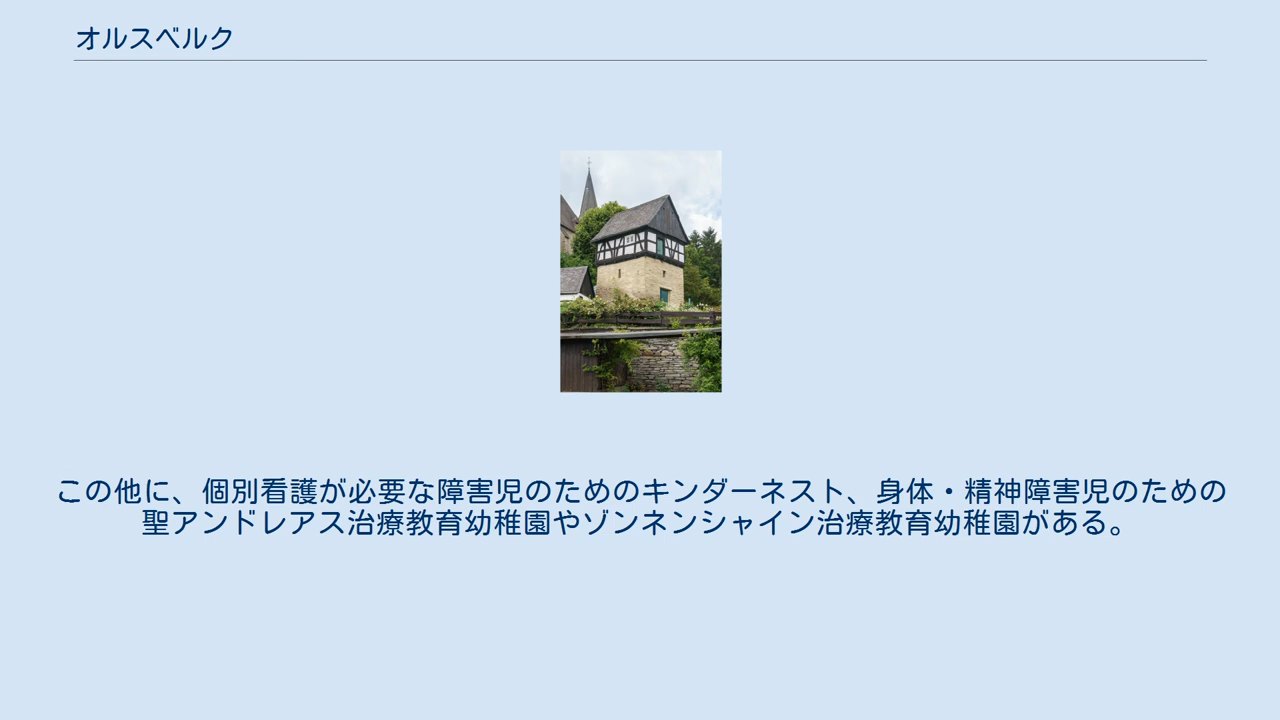 オルスベルク
この他に、個別看護が必要な障害児のためのキンダーネスト、身体・精神障害児のための
聖アンドレアス治療教育幼稚園やゾンネンシャイン治療教育幼稚園がある。